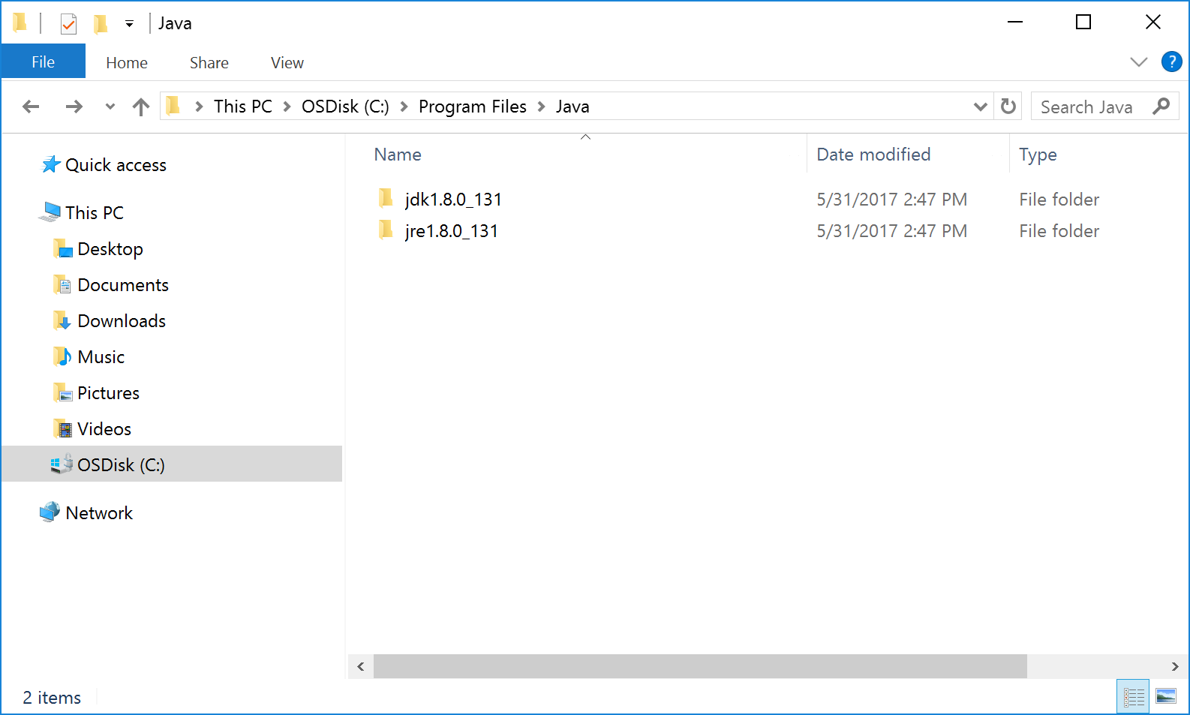 Java
File Home Share View ?
This PC OSDisk (C:) Program Files Java Search Java
Quick access
This PC
Desktop
Documents
Downloads
Music
Pictures
Videos
OSDisk (C:)
Network
Name Date modified Type
jdk1.8.0_131 5/31/2017 2:47 PM File folder
jre1.8.0_131 5/31/2017 2:47 PM File folder
2 items